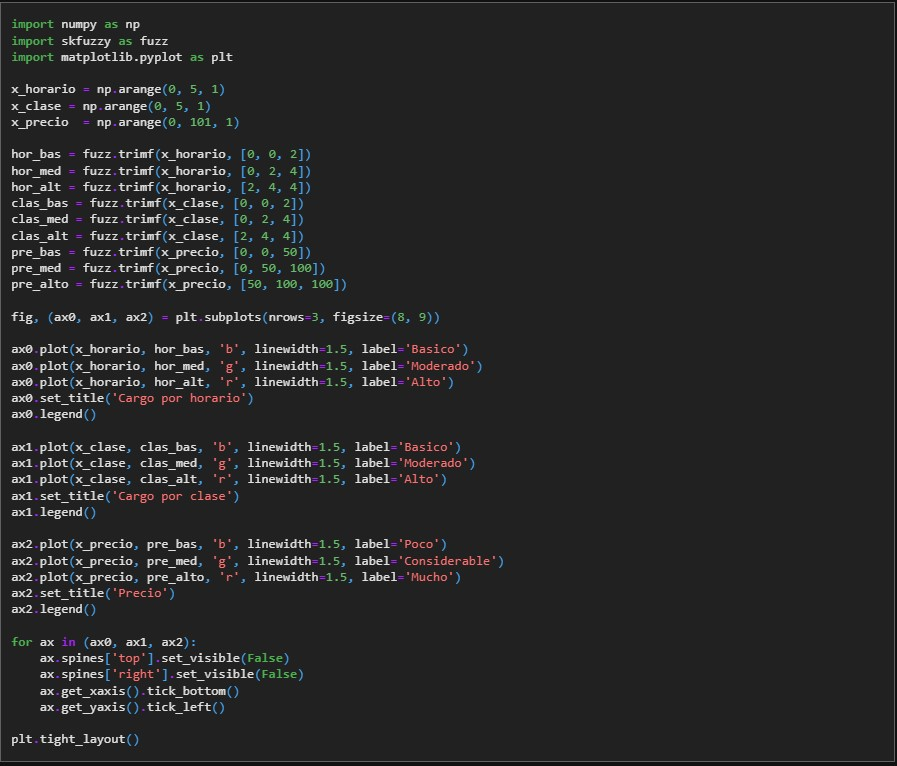 import numpy as np
import skfuzzy as fuzz
import matplotlib.pyplot as plt

x_horario = np.arange(0, 5, 1)
x_clase = np.arange(0, 5, 1)
x_precio  = np.arange(0, 101, 1)

hor_bas = fuzz.trimf(x_horario, [0, 0, 2])
hor_med = fuzz.trimf(x_horario, [0, 2, 4])
hor_alt = fuzz.trimf(x_horario, [2, 4, 4])
clas_bas = fuzz.trimf(x_clase, [0, 0, 2])
clas_med = fuzz.trimf(x_clase, [0, 2, 4])
clas_alt = fuzz.trimf(x_clase, [2, 4, 4])
pre_bas = fuzz.trimf(x_precio, [0, 0, 50])
pre_med = fuzz.trimf(x_precio, [0, 50, 100])
pre_alto = fuzz.trimf(x_precio, [50, 100, 100])

fig, (ax0, ax1, ax2) = plt.subplots(nrows=3, figsize=(8, 9))

ax0.plot(x_horario, hor_bas, 'b', linewidth=1.5, label='Basico')
ax0.plot(x_horario, hor_med, 'g', linewidth=1.5, label='Moderado')
ax0.plot(x_horario, hor_alt, 'r', linewidth=1.5, label='Alto')
ax0.set_title('Cargo por horario')
ax0.legend()

ax1.plot(x_clase, clas_bas, 'b', linewidth=1.5, label='Basico')
ax1.plot(x_clase, clas_med, 'g', linewidth=1.5, label='Moderado')
ax1.plot(x_clase, clas_alt, 'r', linewidth=1.5, label='Alto')
ax1.set_title('Cargo por clase')
ax1.legend()

ax2.plot(x_precio, pre_bas, 'b', linewidth=1.5, label='Poco')
ax2.plot(x_precio, pre_med, 'g', linewidth=1.5, label='Considerable')
ax2.plot(x_precio, pre_alto, 'r', linewidth=1.5, label='Mucho')
ax2.set_title('Precio')
ax2.legend()

for ax in (ax0, ax1, ax2):
    ax.spines['top'].set_visible(False)
    ax.spines['right'].set_visible(False)
    ax.get_xaxis().tick_bottom()
    ax.get_yaxis().tick_left()

plt.tight_layout()